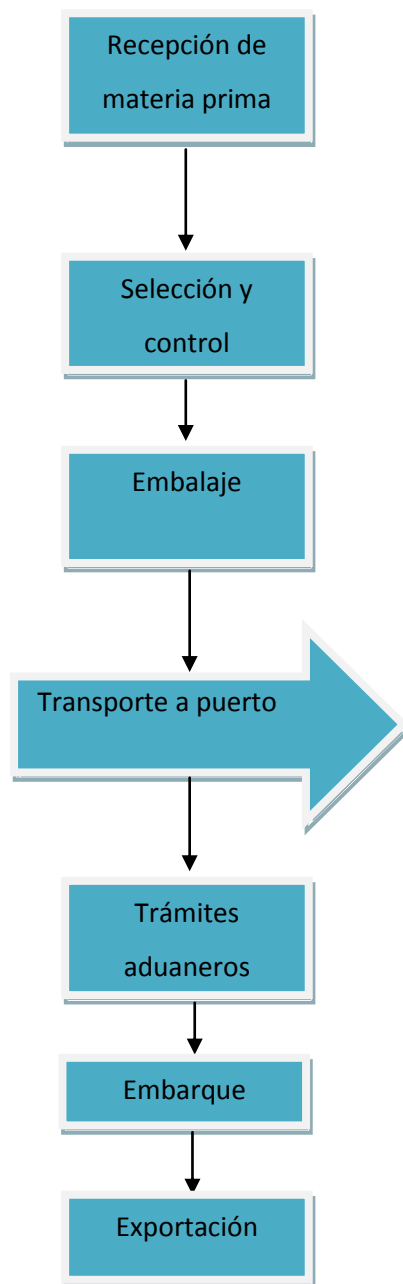 Recepción de
materia prima
Selección y
control
Embalaje
Transporte a puerto
Trámites
aduaneros
Embarque
Exportación